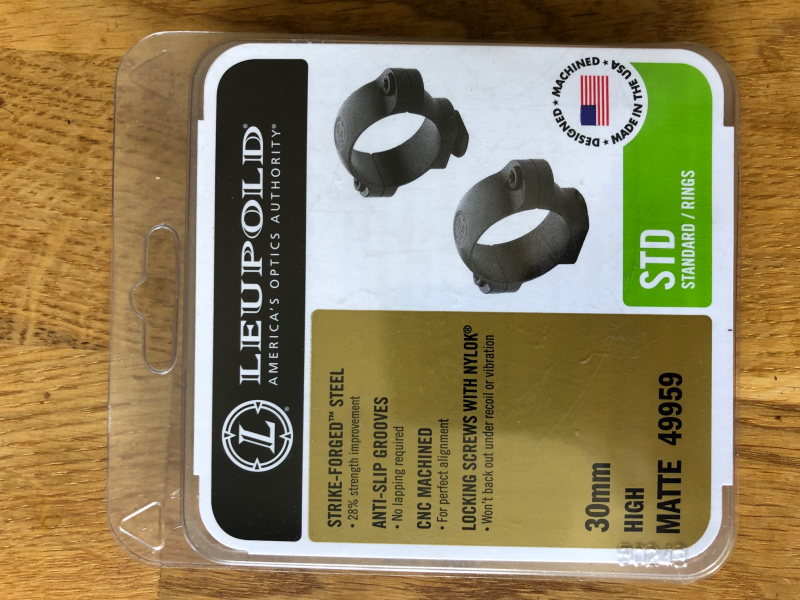 L
LEUPOLD®
AMERICA'S OPTICS AUTHORITY®
DESIGNED ★ MACHINED ★ MADE IN THE USA ★
STD
STANDARD / RINGS
STRIKE-FORGED™ STEEL
• 28% strength improvement
ANTI-SLIP GROOVES
• No lapping required
CNC MACHINED
• For perfect alignment
LOCKING SCREWS WITH NYLOK®
• Won't back out under recoil or vibration
30mm
HIGH
MATTE 49959